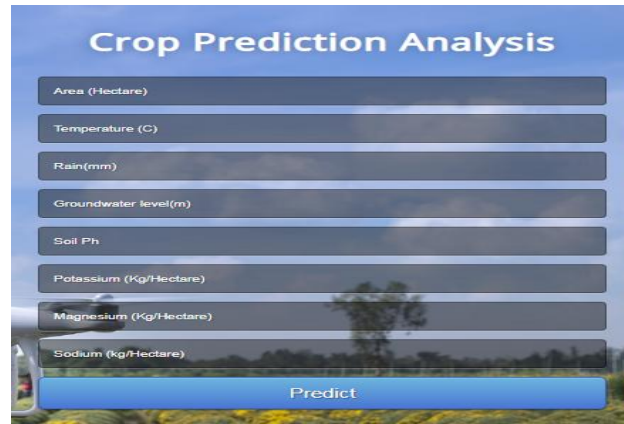 Crop Prediction Analysis
Area (Hectare)
Temperature (C)
Rain(mm)
Groundwater level(m)
Soil Ph
Potassium (Kg/Hectare)
Magnesium (Kg/Hectare)
Sodium (kg/Hectare)
Predict